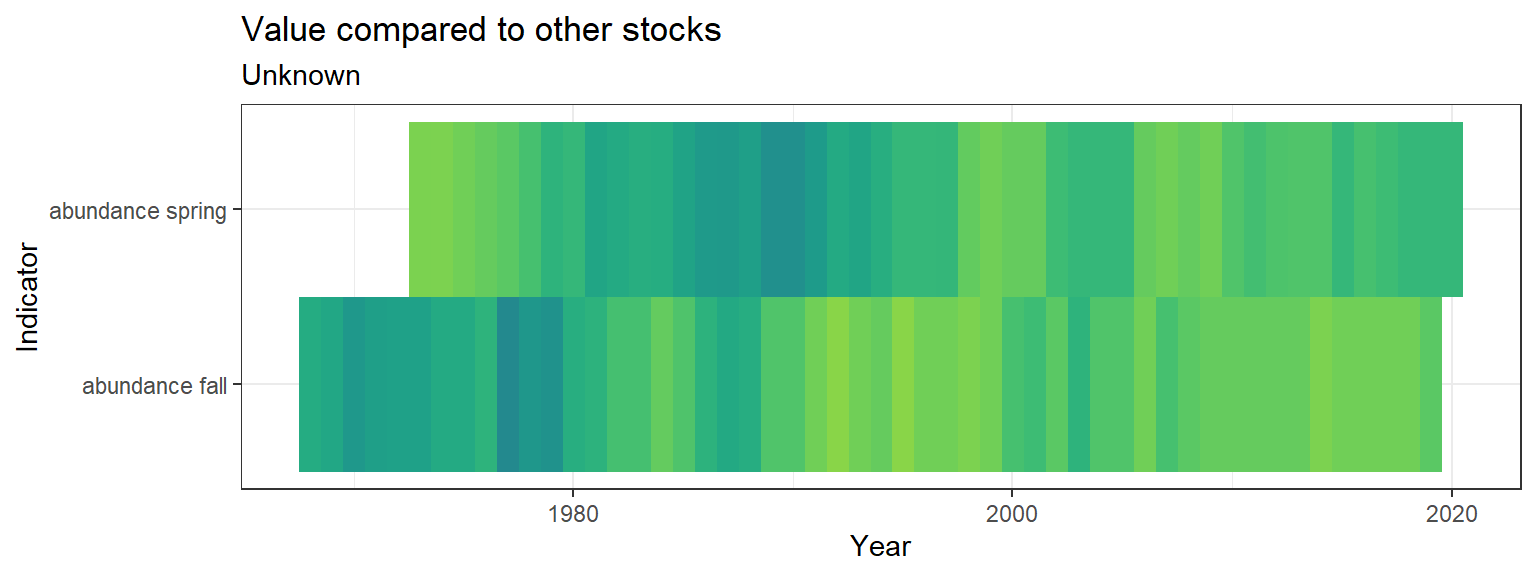 Value compared to other stocks
Unknown
Indicator
abundance spring
abundance fall
1980 2000 2020
Year